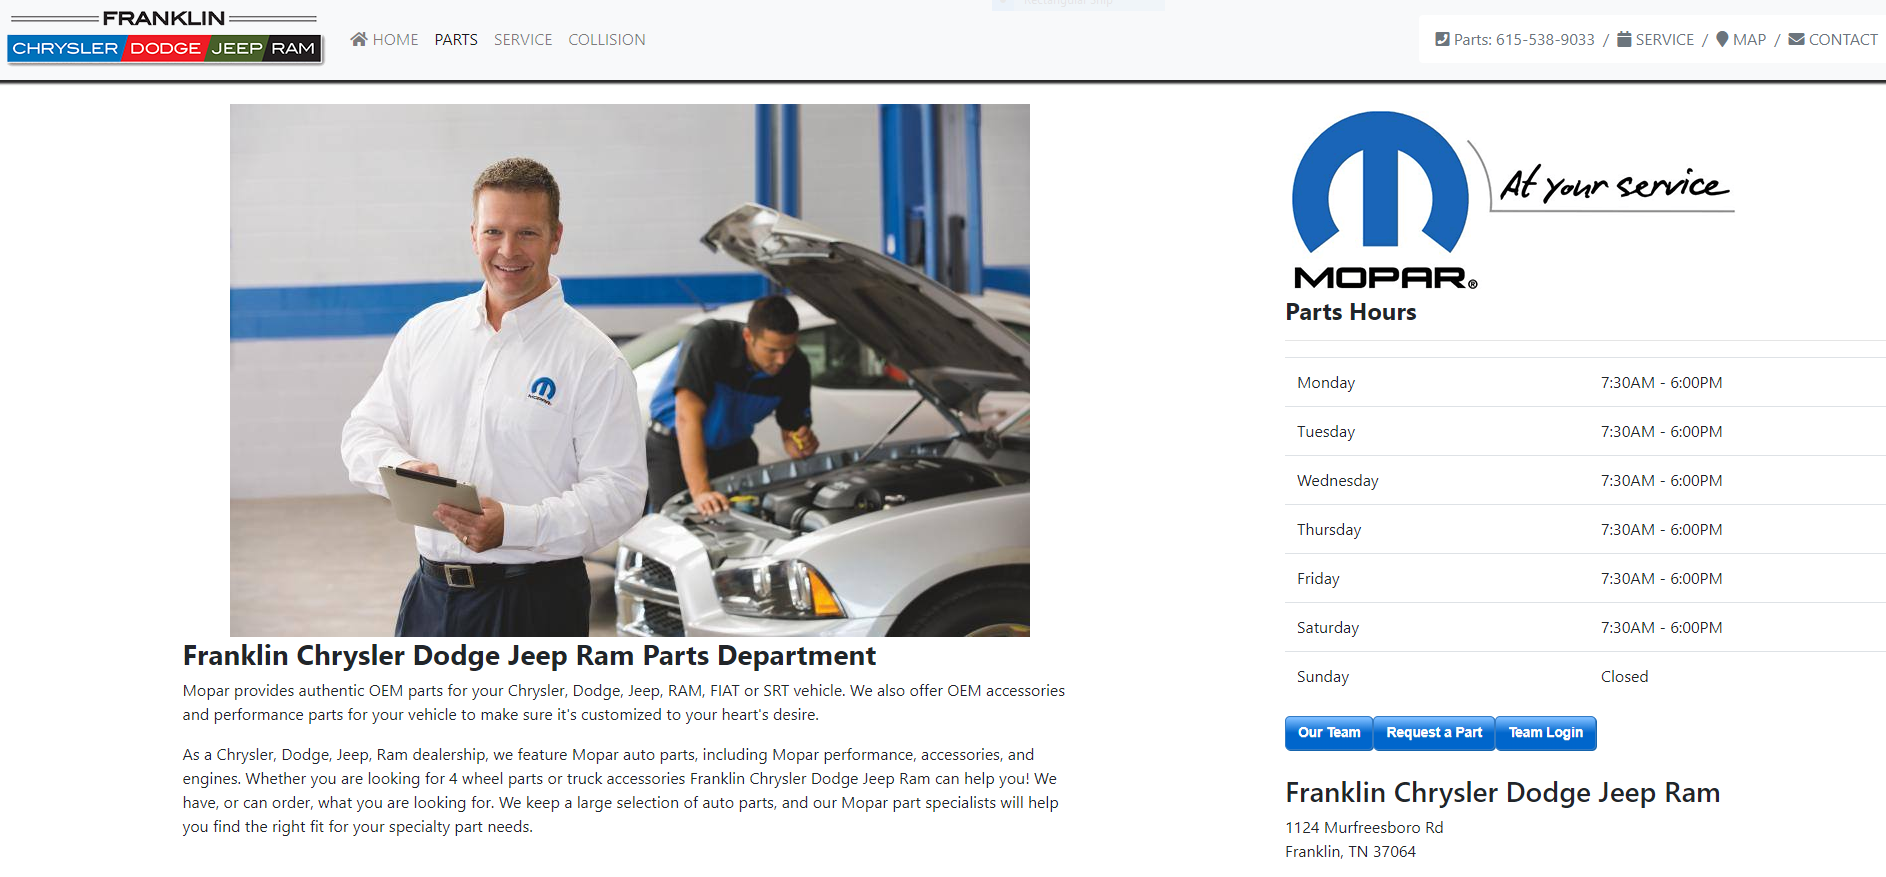 FRANKLIN
CHRYSLER DODGE JEEP RAM
HOME PARTS SERVICE COLLISION
Parts: 615-538-9033 / SERVICE / MAP / CONTACT
At your service
MOPAR®
MOPAR
Parts Hours
Monday 7:30AM - 6:00PM
Tuesday 7:30AM - 6:00PM
Wednesday 7:30AM - 6:00PM
Thursday 7:30AM - 6:00PM
Friday 7:30AM - 6:00PM
Saturday 7:30AM - 6:00PM
Sunday Closed
Our Team Request a Part Team Login
Franklin Chrysler Dodge Jeep Ram
1124 Murfreesboro Rd
Franklin, TN 37064
Franklin Chrysler Dodge Jeep Ram Parts Department
Mopar provides authentic OEM parts for your Chrysler, Dodge, Jeep, RAM, FIAT or SRT vehicle. We also offer OEM accessories
and performance parts for your vehicle to make sure it's customized to your heart's desire.
As a Chrysler, Dodge, Jeep, Ram dealership, we feature Mopar auto parts, including Mopar performance, accessories, and
engines. Whether you are looking for 4 wheel parts or truck accessories Franklin Chrysler Dodge Jeep Ram can help you! We
have, or can order, what you are looking for. We keep a large selection of auto parts, and our Mopar part specialists will help
you find the right fit for your specialty part needs.